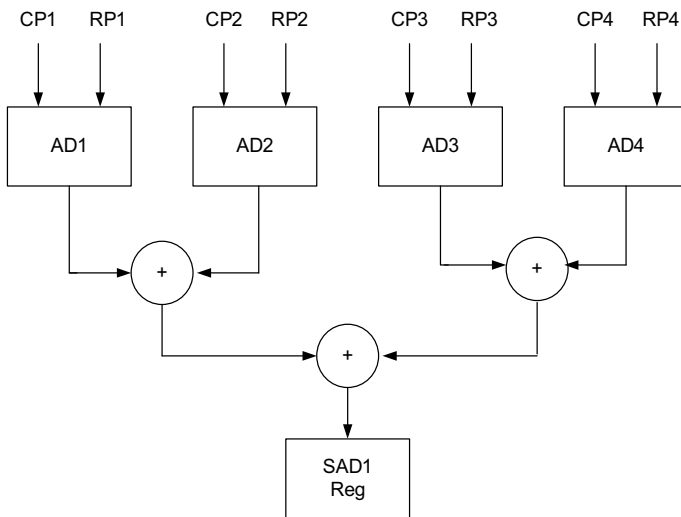 CP1 RP1 CP2 RP2 CP3 RP3 CP4 RP4
AD1 AD2 AD3 AD4
+ +
+
SAD1
Reg